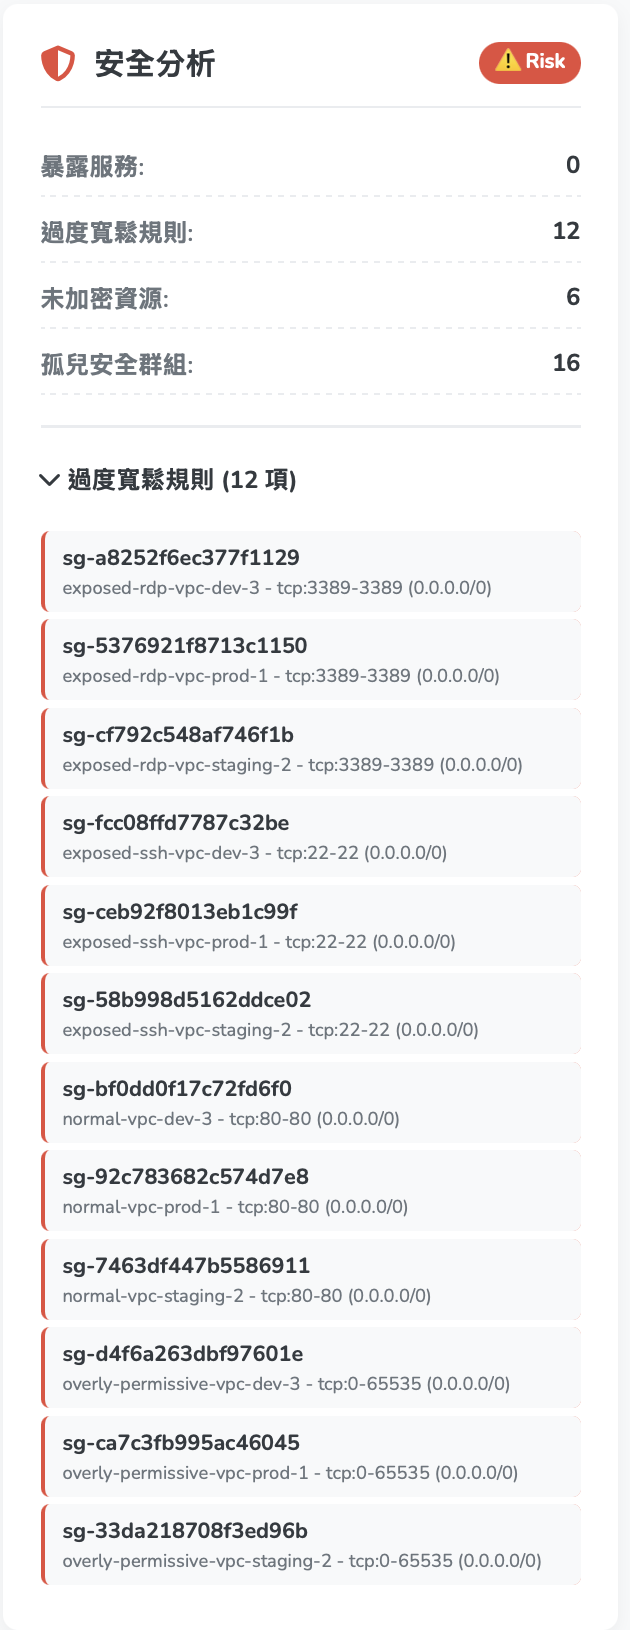 安全分析
⚠️ Risk
暴露服務: 0
過度寬鬆規則: 12
未加密資源: 6
孤兒安全群組: 16
過度寬鬆規則 (12 項)
sg-a8252f6ec377f1129
exposed-rdp-vpc-dev-3 - tcp:3389-3389 (0.0.0.0/0)
sg-5376921f8713c1150
exposed-rdp-vpc-prod-1 - tcp:3389-3389 (0.0.0.0/0)
sg-cf792c548af746f1b
exposed-rdp-vpc-staging-2 - tcp:3389-3389 (0.0.0.0/0)
sg-fcc08ffd7787c32be
exposed-ssh-vpc-dev-3 - tcp:22-22 (0.0.0.0/0)
sg-ceb92f8013eb1c99f
exposed-ssh-vpc-prod-1 - tcp:22-22 (0.0.0.0/0)
sg-58b998d5162ddce02
exposed-ssh-vpc-staging-2 - tcp:22-22 (0.0.0.0/0)
sg-bf0dd0f17c72fd6f0
normal-vpc-dev-3 - tcp:80-80 (0.0.0.0/0)
sg-92c783682c574d7e8
normal-vpc-prod-1 - tcp:80-80 (0.0.0.0/0)
sg-7463df447b5586911
normal-vpc-staging-2 - tcp:80-80 (0.0.0.0/0)
sg-d4f6a263dbf97601e
overly-permissive-vpc-dev-3 - tcp:0-65535 (0.0.0.0/0)
sg-ca7c3fb995ac46045
overly-permissive-vpc-prod-1 - tcp:0-65535 (0.0.0.0/0)
sg-33da218708f3ed96b
overly-permissive-vpc-staging-2 - tcp:0-65535 (0.0.0.0/0)